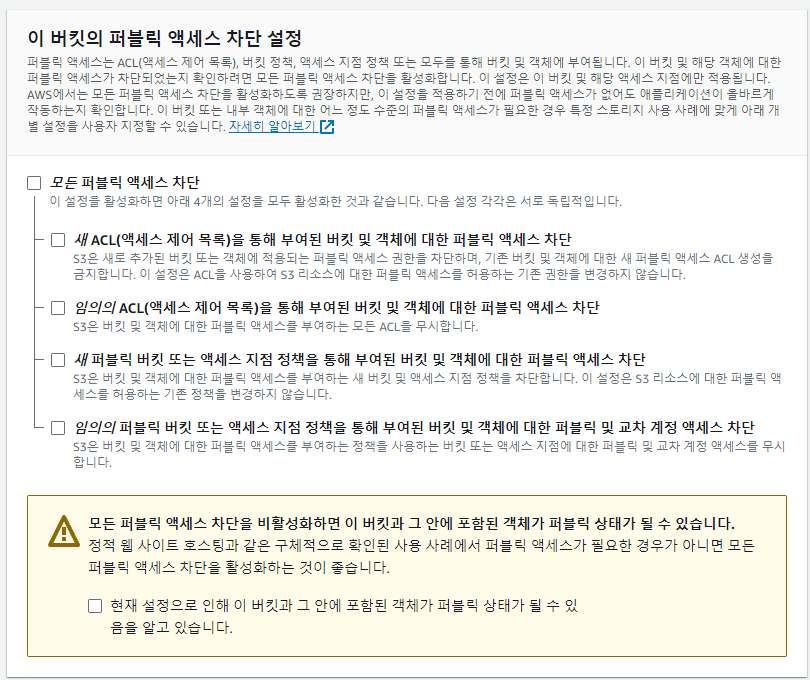 이 버킷의 퍼블릭 액세스 차단 설정
퍼블릭 액세스는 ACL(액세스 제어 목록), 버킷 정책, 액세스 지점 정책 또는 모두를 통해 버킷 및 객체에 부여됩니다. 이 버킷 및 해당 객체에 대한
퍼블릭 액세스가 차단되었는지 확인하려면 모든 퍼블릭 액세스 차단을 활성화합니다. 이 설정은 이 버킷 및 해당 액세스 지점에만 적용됩니다.
AWS에서는 모든 퍼블릭 액세스 차단을 활성화하도록 권장하지만, 이 설정을 적용하기 전에 퍼블릭 액세스가 없어도 애플리케이션이 올바르게
작동하는지 확인합니다. 이 버킷 또는 내부 객체에 대한 어느 정도 수준의 퍼블릭 액세스가 필요한 경우 특정 스토리지 사용 사례에 맞게 아래 개
별 설정을 사용자 지정할 수 있습니다. 자세히 알아보기
모든 퍼블릭 액세스 차단
이 설정을 활성화하면 아래 4개의 설정을 모두 활성화한 것과 같습니다. 다음 설정 각각은 서로 독립적입니다.
새 ACL(액세스 제어 목록)을 통해 부여된 버킷 및 객체에 대한 퍼블릭 액세스 차단
S3은 새로 추가된 버킷 또는 객체에 적용되는 퍼블릭 액세스 권한을 차단하며, 기존 버킷 및 객체에 대한 새 퍼블릭 액세스 ACL 생성을
금지합니다. 이 설정은 ACL을 사용하여 S3 리소스에 대한 퍼블릭 액세스를 허용하는 기존 권한을 변경하지 않습니다.
임의의 ACL(액세스 제어 목록)을 통해 부여된 버킷 및 객체에 대한 퍼블릭 액세스 차단
S3은 버킷 및 객체에 대한 퍼블릭 액세스를 부여하는 모든 ACL을 무시합니다.
새 퍼블릭 버킷 또는 액세스 지점 정책을 통해 부여된 버킷 및 객체에 대한 퍼블릭 액세스 차단
S3은 버킷 및 객체에 대한 퍼블릭 액세스를 부여하는 새 버킷 및 액세스 지점 정책을 차단합니다. 이 설정은 S3 리소스에 대한 퍼블릭 액
세스를 허용하는 기존 정책을 변경하지 않습니다.
임의의 퍼블릭 버킷 또는 액세스 지점 정책을 통해 부여된 버킷 및 객체에 대한 퍼블릭 및 교차 계정 액세스 차단
S3은 버킷 및 객체에 대한 퍼블릭 액세스를 부여하는 정책을 사용하는 버킷 또는 액세스 지점에 대한 퍼블릭 및 교차 계정 액세스를 무시
합니다.
모든 퍼블릭 액세스 차단을 비활성화하면 이 버킷과 그 안에 포함된 객체가 퍼블릭 상태가 될 수 있습니다.
정적 웹 사이트 호스팅과 같은 구체적으로 확인된 사용 사례에서 퍼블릭 액세스가 필요한 경우가 아니면 모든
퍼블릭 액세스 차단을 활성화하는 것이 좋습니다.
현재 설정으로 인해 이 버킷과 그 안에 포함된 객체가 퍼블릭 상태가 될 수 있
음을 알고 있습니다.